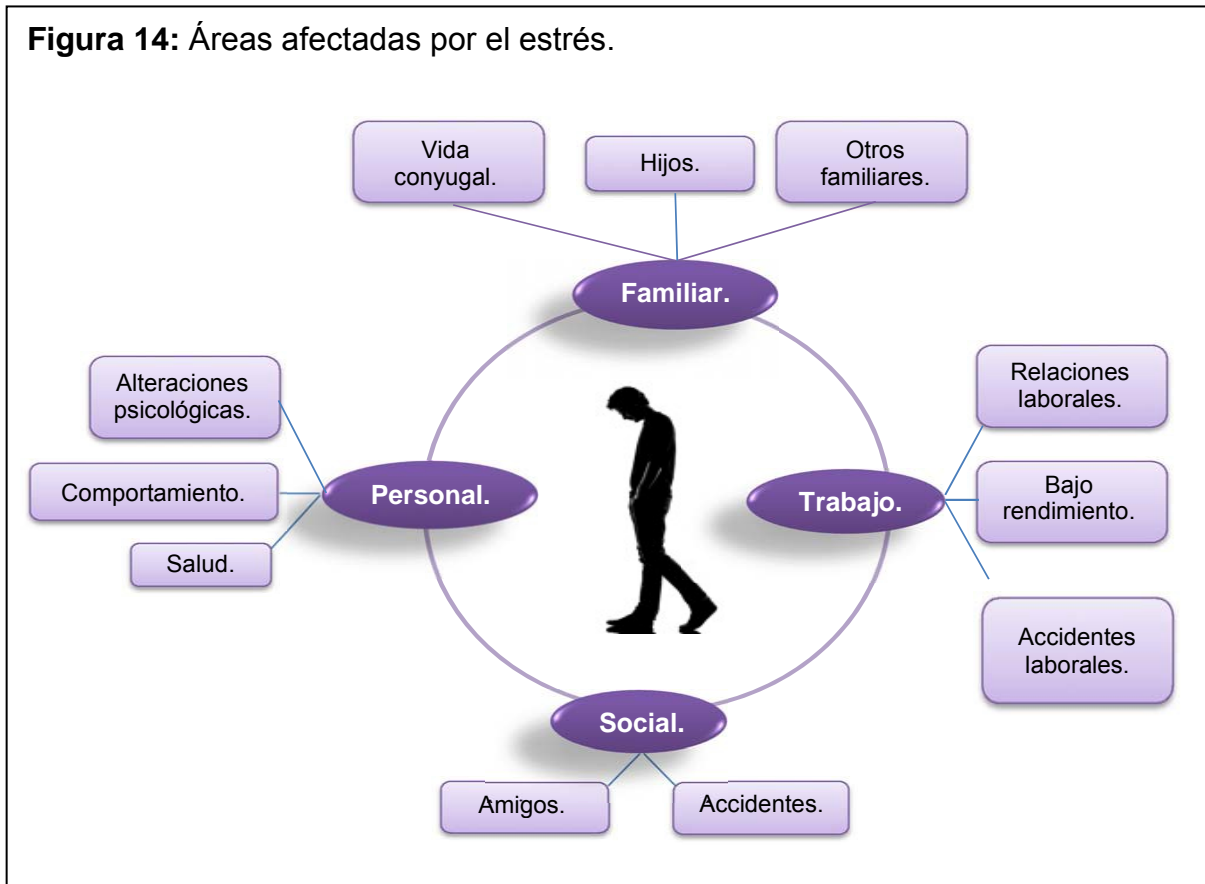 Figura 14: Áreas afectadas por el estrés.
Vida
conyugal.
Hijos.
Otros
familiares.
Familiar.
Alteraciones
psicológicas.
Comportamiento.
Salud.
Personal.
Relaciones
laborales.
Trabajo.
Bajo
rendimiento.
Accidentes
laborales.
Social.
Amigos.
Accidentes.